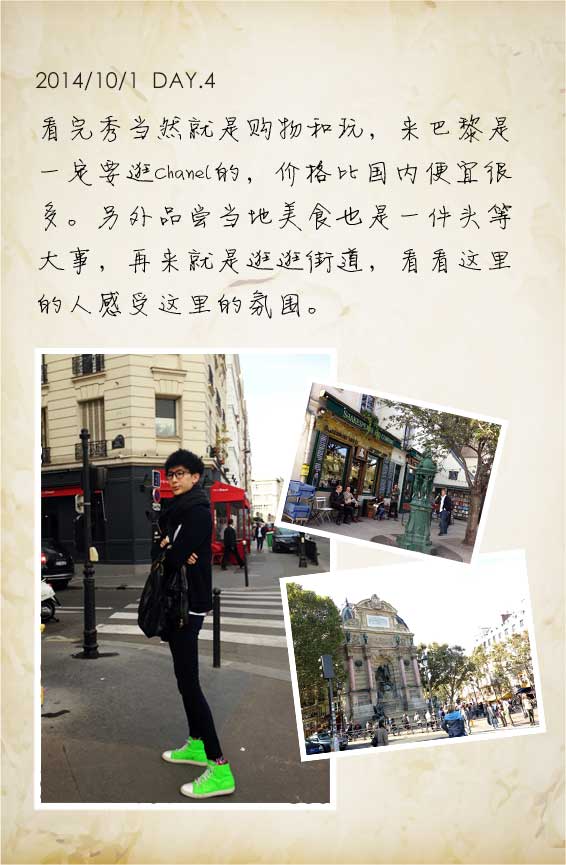 2014/10/1 DAY.4
看完秀当然就是购物和玩，来巴黎是
一定要逛Chanel的，价格比国内便宜很
多。另外品尝当地美食也是一件头等
大事，再来就是逛逛街道，看看这里
的人感受这里的氛围。
SHAKESPEARE AND COMPANY